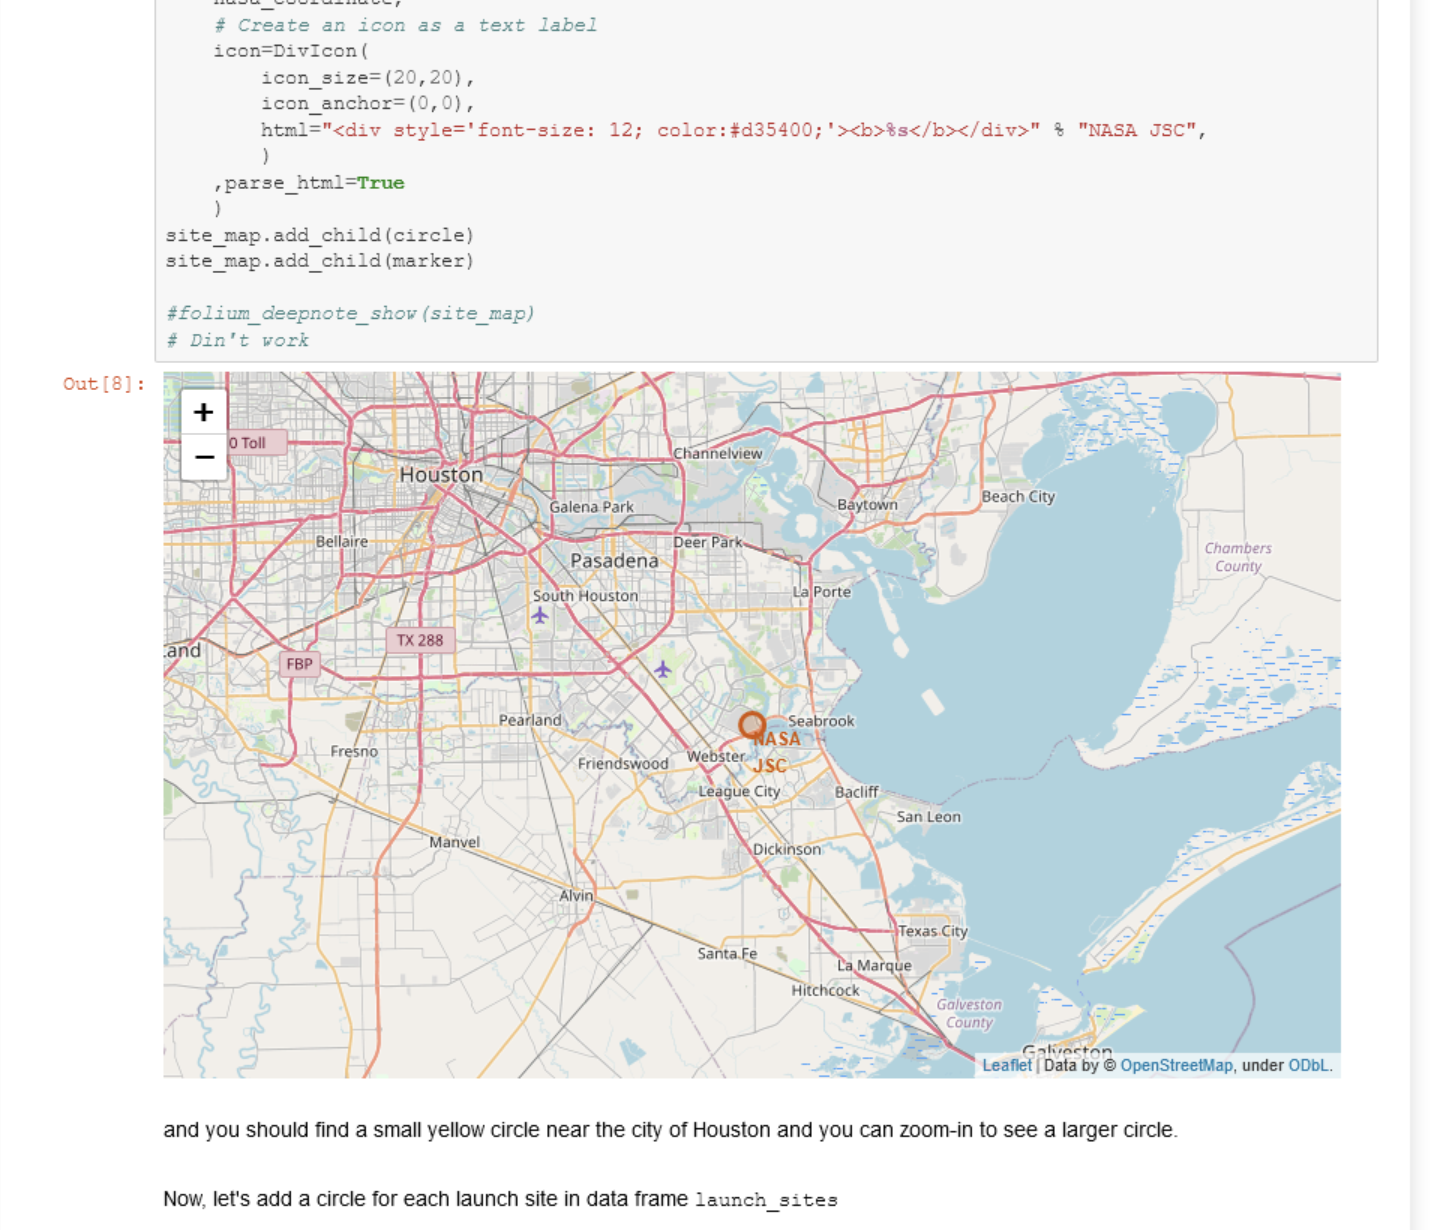 nasa_coordinate,
# Create an icon as a text label
icon=DivIcon(
icon_size=(20,20),
icon_anchor=(0,0),
html="<div style='font-size: 12; color:#d35400;'><b>%s</b></div>" % "NASA JSC",
)
,parse_html=True
)
site_map.add_child(circle)
site_map.add_child(marker)
#folium_deepnote_show(site_map)
# Din't work
Out[8]:
+
−
0 Toll
Channelview
Houston
Beach City
Galena Park
Baytown
Bellaire
Deer Park
Chambers
County
Pasadena
La Porte
South Houston
TX 288
and
FBP
Pearland
Seabrook
NASA
JSC
Fresno
Webster
Friendswood
League City
Bacliff
San Leon
Manvel
Dickinson
Alvin
Texas City
Santa Fe
La Marque
Hitchcock
Galveston
County
Galveston
Leaflet | Data by © OpenStreetMap, under ODbL.
and you should find a small yellow circle near the city of Houston and you can zoom-in to see a larger circle.
Now, let's add a circle for each launch site in data frame launch_sites